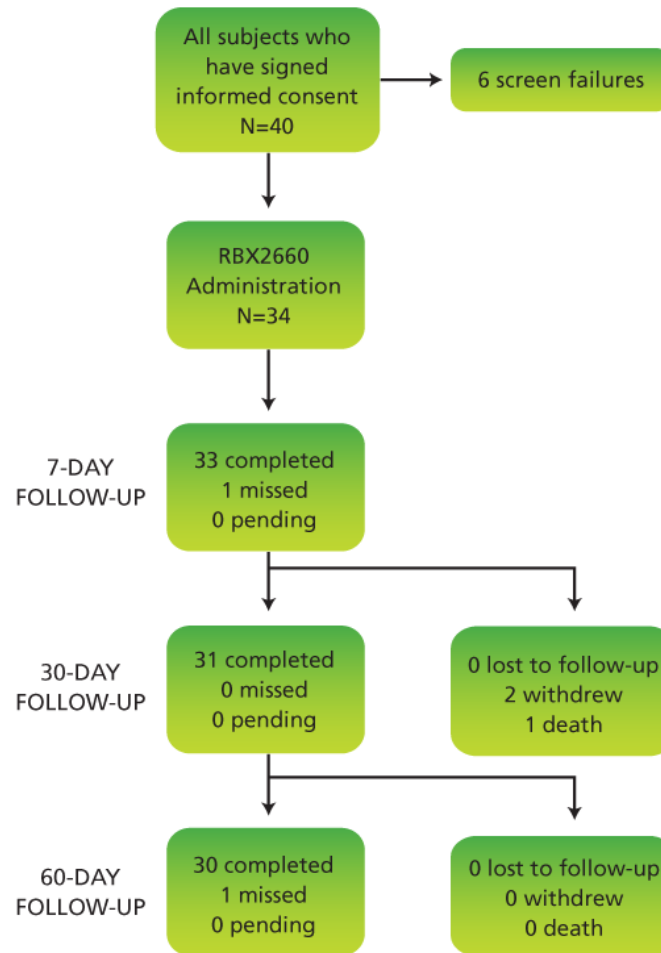 All subjects who
have signed
informed consent
N=40
6 screen failures
RBX2660
Administration
N=34
7-DAY
FOLLOW-UP
33 completed
1 missed
0 pending
30-DAY
FOLLOW-UP
31 completed
0 missed
0 pending
0 lost to follow-up
2 withdrew
1 death
60-DAY
FOLLOW-UP
30 completed
1 missed
0 pending
0 lost to follow-up
0 withdrew
0 death